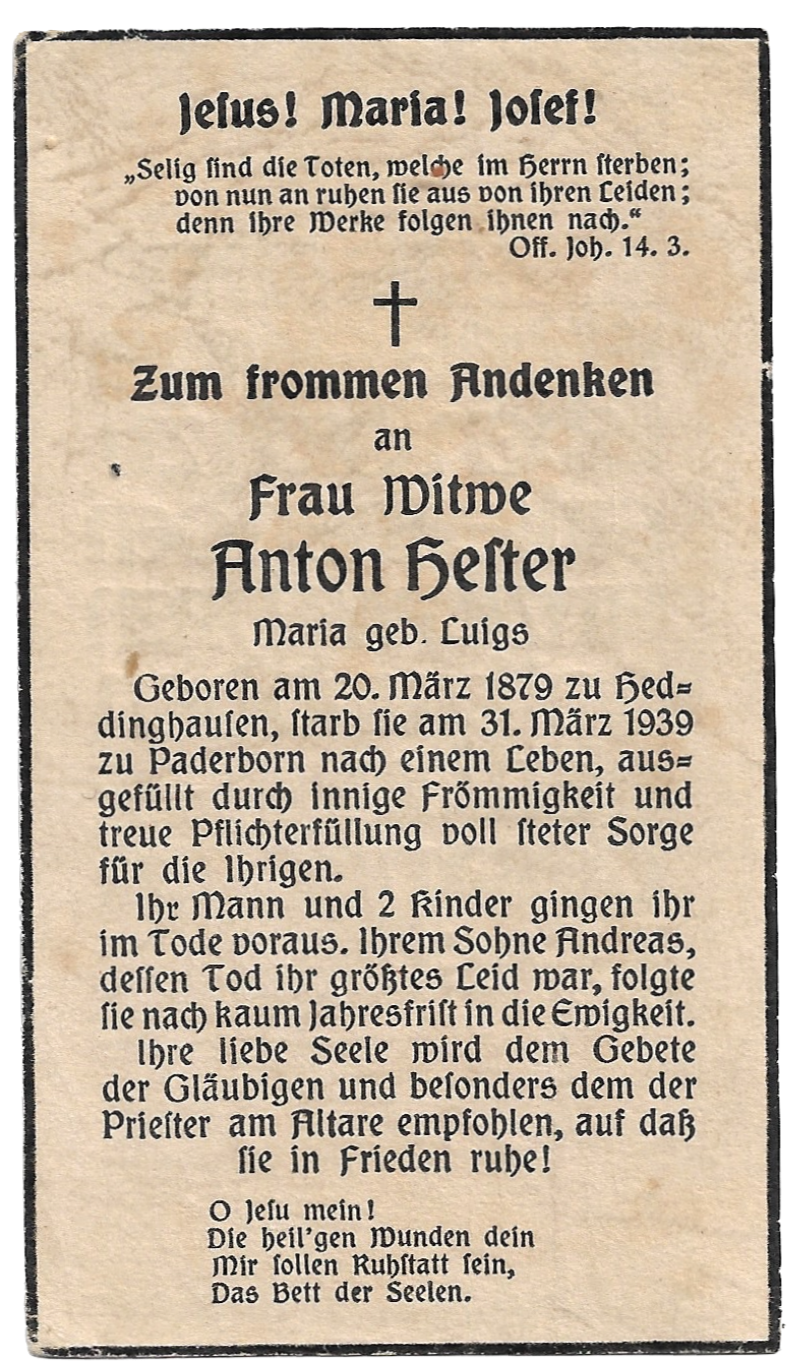 Jesus! Maria! Josef!
„Selig sind die Toten, welche im Herrn sterben;
von nun an ruhen sie aus von ihren Leiden;
denn ihre Werke folgen ihnen nach.“
Off. Joh. 14. 3.
Zum frommen Andenken
an
Frau Witwe
Anton Hester
Maria geb. Luigs
Geboren am 20. März 1879 zu Hed=
dinghausen, starb sie am 31. März 1939
zu Paderborn nach einem Leben, aus=
gefüllt durch innige Frömmigkeit und
treue Pflichterfüllung voll steter Sorge
für die Ihrigen.
Ihr Mann und 2 Kinder gingen ihr
im Tode voraus. Ihrem Sohne Andreas,
dessen Tod ihr größtes Leid war, folgte
sie nach kaum Jahresfrist in die Ewigkeit.
Ihre liebe Seele wird dem Gebete
der Gläubigen und besonders dem der
Priester am Altare empfohlen, auf daß
sie in Frieden ruhe!
O Jesu mein!
Die heil'gen Wunden dein
Mir sollen Ruhstatt sein,
Das Bett der Seelen.